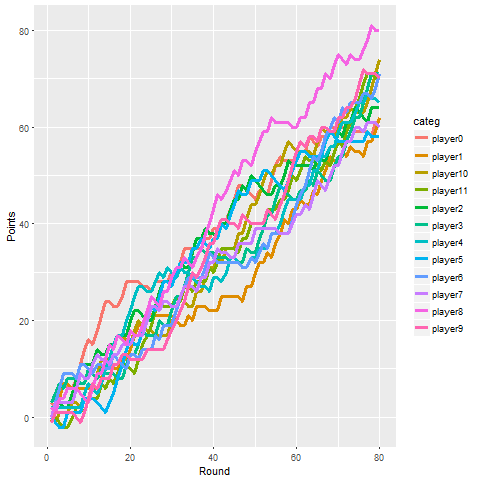 80
60
40
20
0
Points
0
20
40
60
80
Round
categ
player0
player1
player10
player11
player2
player3
player4
player5
player6
player7
player8
player9